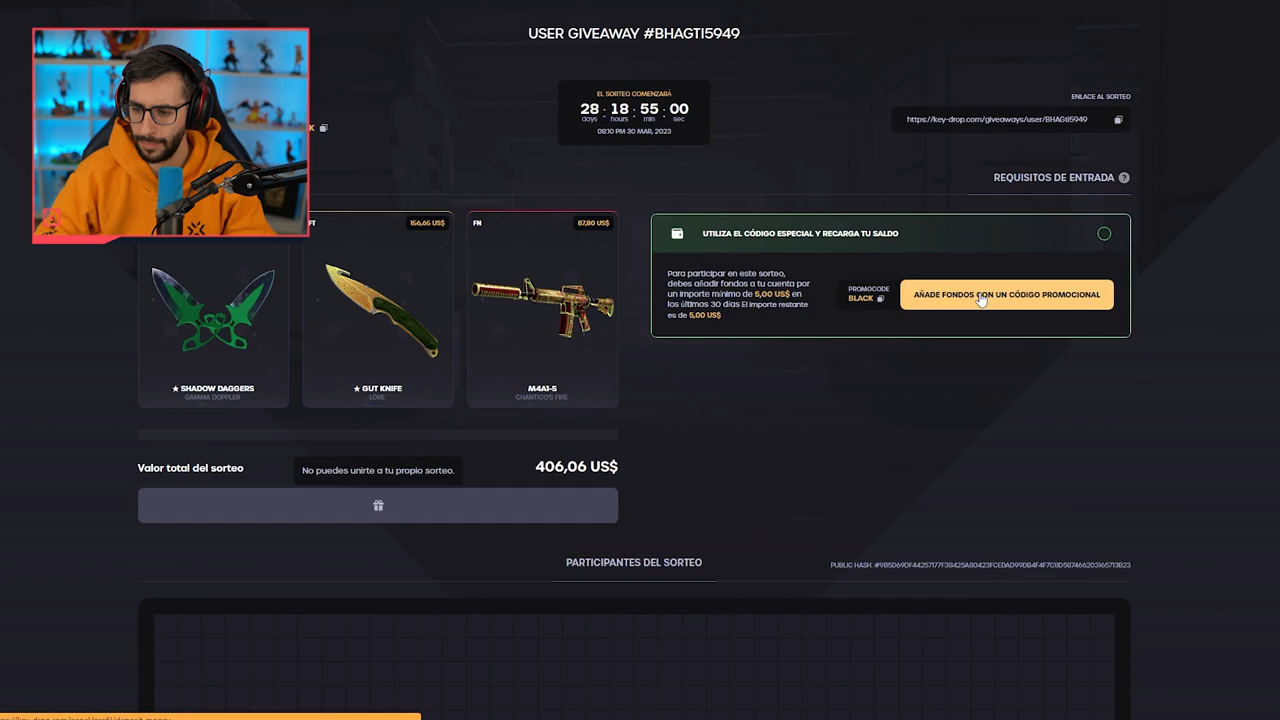 USER GIVEAWAY #BHAGTI5949
EL SORTEO COMENZARÁ
28 : 18 : 55 : 00
days hours min sec
08:10 PM 30 MAR, 2023
ENLACE AL SORTEO
https://key-drop.com/giveaways/user/BHAGTI5949
K
REQUISITOS DE ENTRADA ?
FT
156,65 US$
FN
87,80 US$
UTILIZA EL CÓDIGO ESPECIAL Y RECARGA TU SALDO
Para participar en este sorteo,
debes añadir fondos a tu cuenta por
un importe mínimo de 5,00 US$ en
los últimos 30 días El importe restante
es de 5,00 US$
PROMOCODE
BLACK
AÑADE FONDOS CON UN CÓDIGO PROMOCIONAL
★ SHADOW DAGGERS
GAMMA DOPPLER
★ GUT KNIFE
LORE
M4A1-S
CHANTICO'S FIRE
Valor total del sorteo
No puedes unirte a tu propio sorteo.
406,06 US$
PARTICIPANTES DEL SORTEO